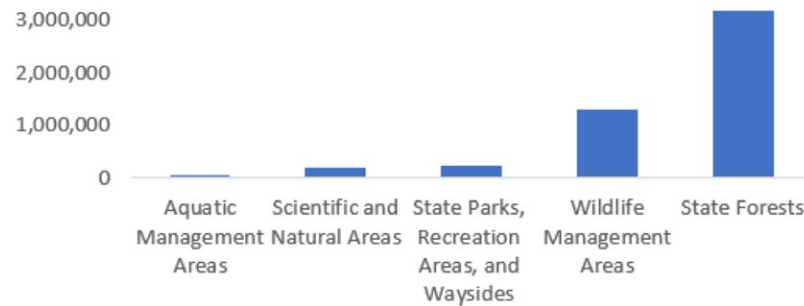 3,000,000
2,000,000
1,000,000
0
Aquatic Management Areas
Scientific and Natural Areas
State Parks, Recreation Areas, and Waysides
Wildlife Management Areas
State Forests